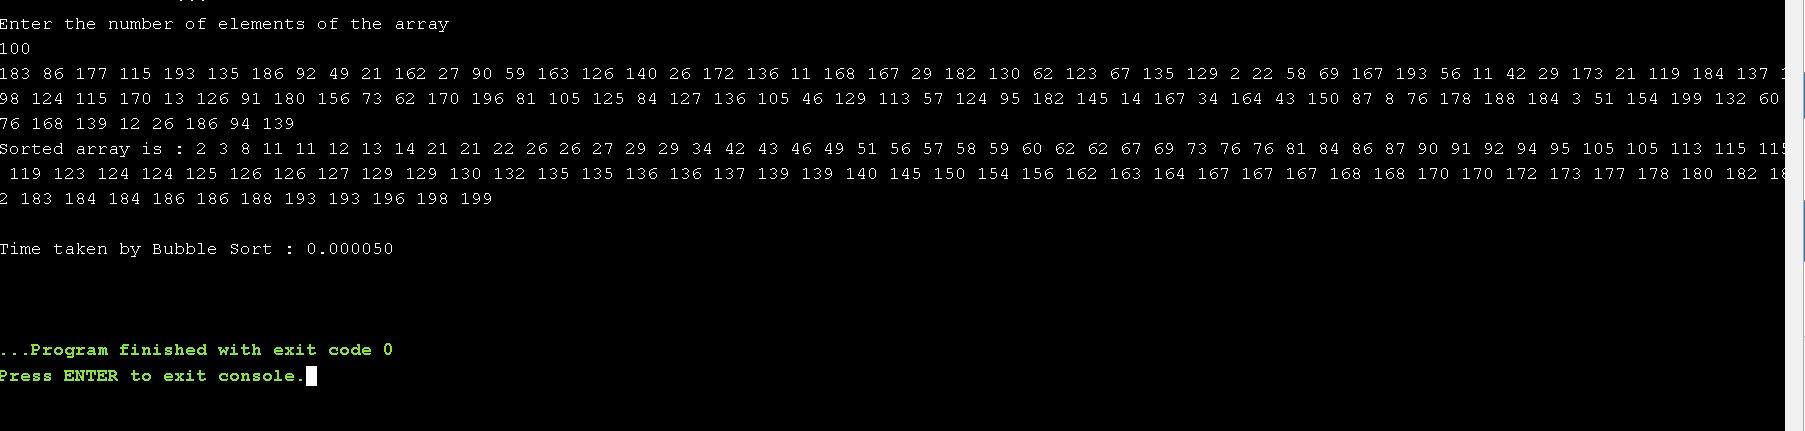 Enter the number of elements of the array
100
183 86 177 115 193 135 186 92 49 21 162 27 90 59 163 126 140 26 172 136 11 168 167 29 182 130 62 123 67 135 129 2 22 58 69 167 193 56 11 42 29 173 21 119 184 137 1
98 124 115 170 13 126 91 180 156 73 62 170 196 81 105 125 84 127 136 105 46 129 113 57 124 95 182 145 14 167 34 164 43 150 87 8 76 178 188 184 3 51 154 199 132 60
76 168 139 12 26 186 94 139
Sorted array is : 2 3 8 11 11 12 13 14 21 21 22 26 26 27 29 29 34 42 43 46 49 51 56 57 58 59 60 62 62 67 69 73 76 76 81 84 86 87 90 91 92 94 95 105 105 113 115 115
119 123 124 124 125 126 126 127 129 129 130 132 135 135 136 136 137 139 139 140 145 150 154 156 162 163 164 167 167 167 168 168 170 170 172 173 177 178 180 182 18
2 183 184 184 186 186 188 193 193 196 198 199
Time taken by Bubble Sort : 0.000050
...Program finished with exit code 0
Press ENTER to exit console.